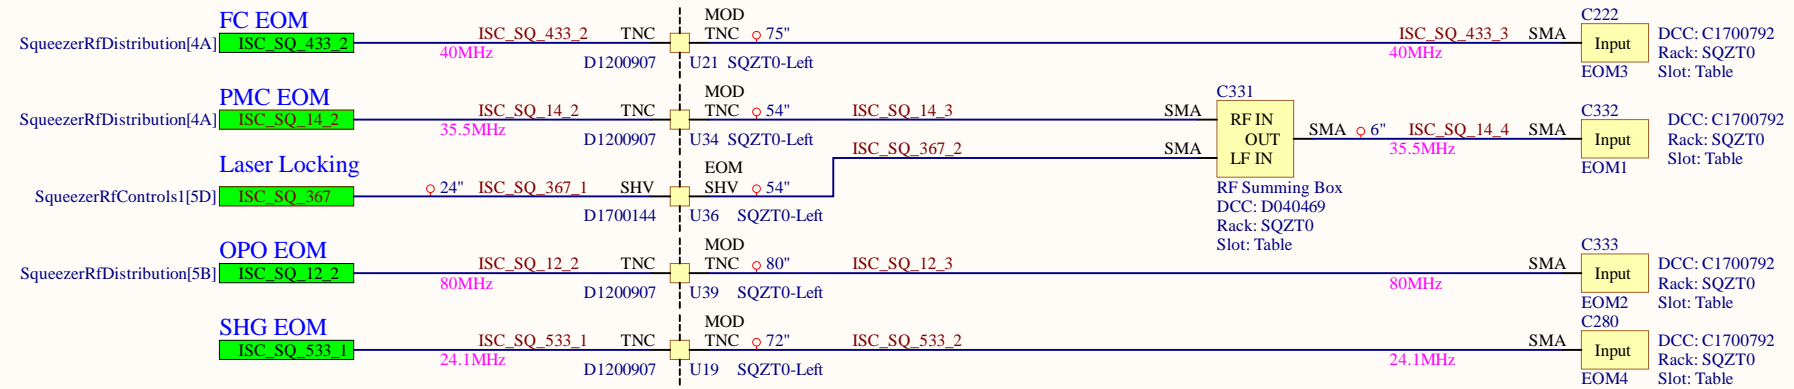 FC EOM
SqueezerRfDistribution[4A] ISC_SQ_433_2 ISC_SQ_433_2 TNC MOD TNC 75" ISC_SQ_433_3 SMA C222 Input DCC: C1700792
40MHz D1200907 U21 SQZT0-Left 40MHz EOM3 Rack: SQZT0
Slot: Table
PMC EOM
SqueezerRfDistribution[4A] ISC_SQ_14_2 ISC_SQ_14_2 TNC MOD TNC 54" ISC_SQ_14_3 SMA
35.5MHz D1200907 U34 SQZT0-Left
C331
RF IN
OUT
LF IN
RF Summing Box
DCC: D040469
Rack: SQZT0
Slot: Table
SMA 6" ISC_SQ_14_4 SMA C332 Input DCC: C1700792
35.5MHz EOM1 Rack: SQZT0
Slot: Table
Laser Locking
SqueezerRfControls1[5D] ISC_SQ_367 24" ISC_SQ_367_1 SHV EOM SHV 54" ISC_SQ_367_2 SMA
D1700144 U36 SQZT0-Left
OPO EOM
SqueezerRfDistribution[5B] ISC_SQ_12_2 ISC_SQ_12_2 TNC MOD TNC 80" ISC_SQ_12_3 SMA C333 Input DCC: C1700792
80MHz D1200907 U39 SQZT0-Left 80MHz EOM2 Rack: SQZT0
Slot: Table
SHG EOM
ISC_SQ_533_1 ISC_SQ_533_1 TNC MOD TNC 72" ISC_SQ_533_2 SMA C280 Input DCC: C1700792
24.1MHz D1200907 U19 SQZT0-Left 24.1MHz EOM4 Rack: SQZT0
Slot: Table